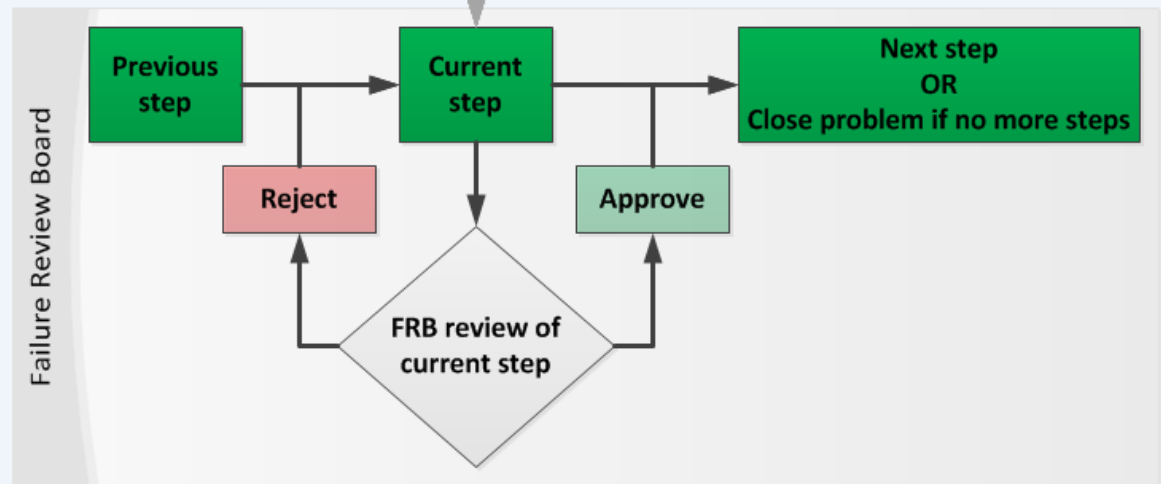 Failure Review Board
Previous
step
Current
step
Next step
OR
Close problem if no more steps
Reject
Approve
FRB review of
current step